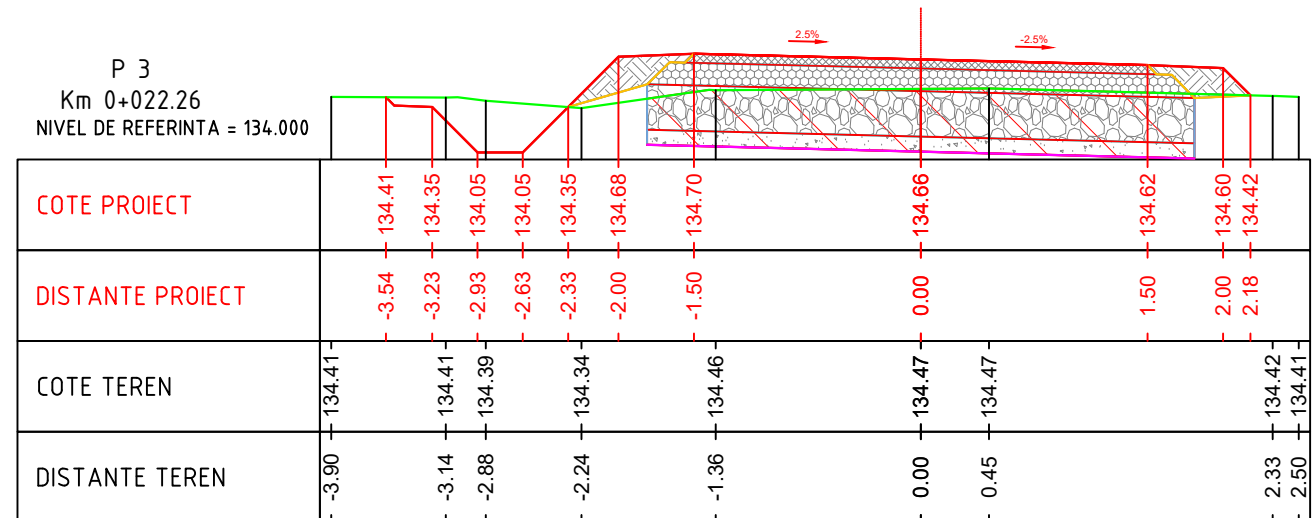 2.5%
-2.5%
P 3
Km 0+022.26
NIVEL DE REFERINTA = 134.000
COTE PROIECT
134.41 134.35 134.05 134.05 134.35 134.68 134.70 134.66 134.62 134.60 134.42
DISTANTE PROIECT
-3.54 -3.23 -2.93 -2.63 -2.33 -2.00 -1.50 0.00 1.50 2.00 2.18
COTE TEREN
134.41 134.41 134.39 134.34 134.46 134.47 134.47 134.42 134.41
DISTANTE TEREN
-3.90 -3.14 -2.88 -2.24 -1.36 0.00 0.45 2.33 2.50